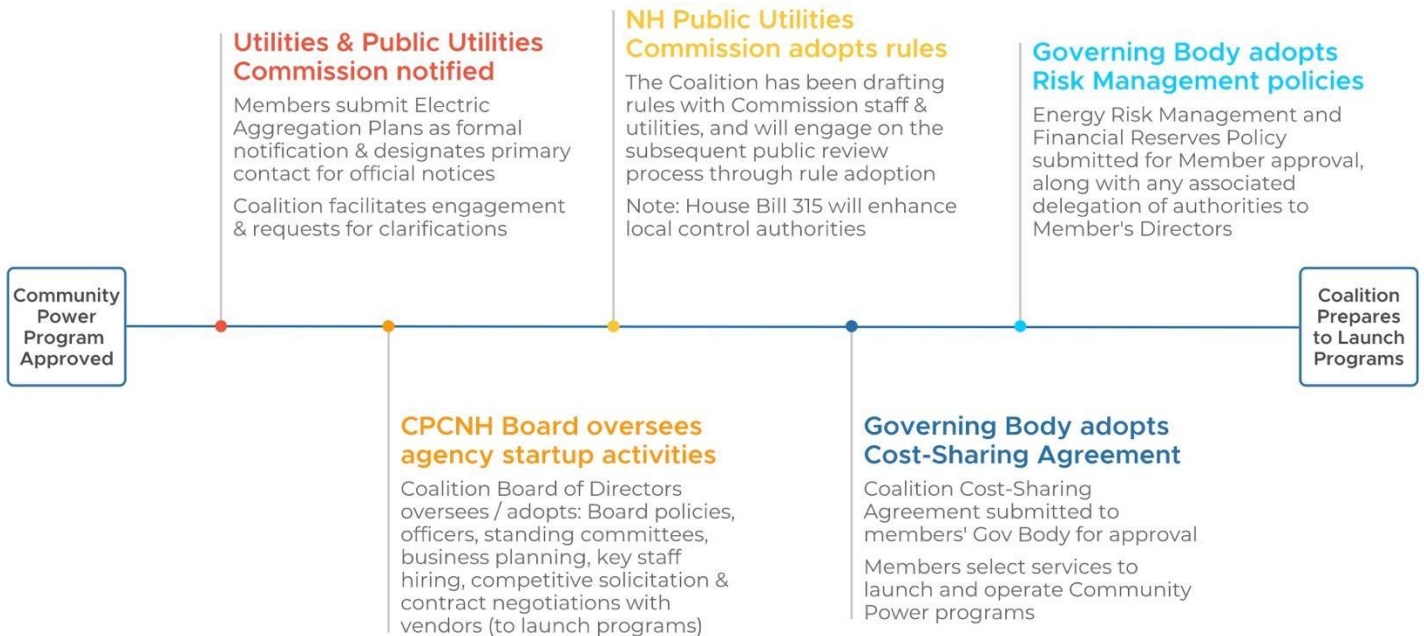 Community
Power
Program
Approved
Utilities & Public Utilities
Commission notified
Members submit Electric
Aggregation Plans as formal
notification & designates primary
contact for official notices
Coalition facilitates engagement
& requests for clarifications
CPCNH Board oversees
agency startup activities
Coalition Board of Directors
oversees / adopts: Board policies,
officers, standing committees,
business planning, key staff
hiring, competitive solicitation &
contract negotiations with
vendors (to launch programs)
NH Public Utilities
Commission adopts rules
The Coalition has been drafting
rules with Commission staff &
utilities, and will engage on the
subsequent public review
process through rule adoption
Note: House Bill 315 will enhance
local control authorities
Governing Body adopts
Cost-Sharing Agreement
Coalition Cost-Sharing
Agreement submitted to
members' Gov Body for approval
Members select services to
launch and operate Community
Power programs
Governing Body adopts
Risk Management policies
Energy Risk Management and
Financial Reserves Policy
submitted for Member approval,
along with any associated
delegation of authorities to
Member's Directors
Coalition
Prepares
to Launch
Programs